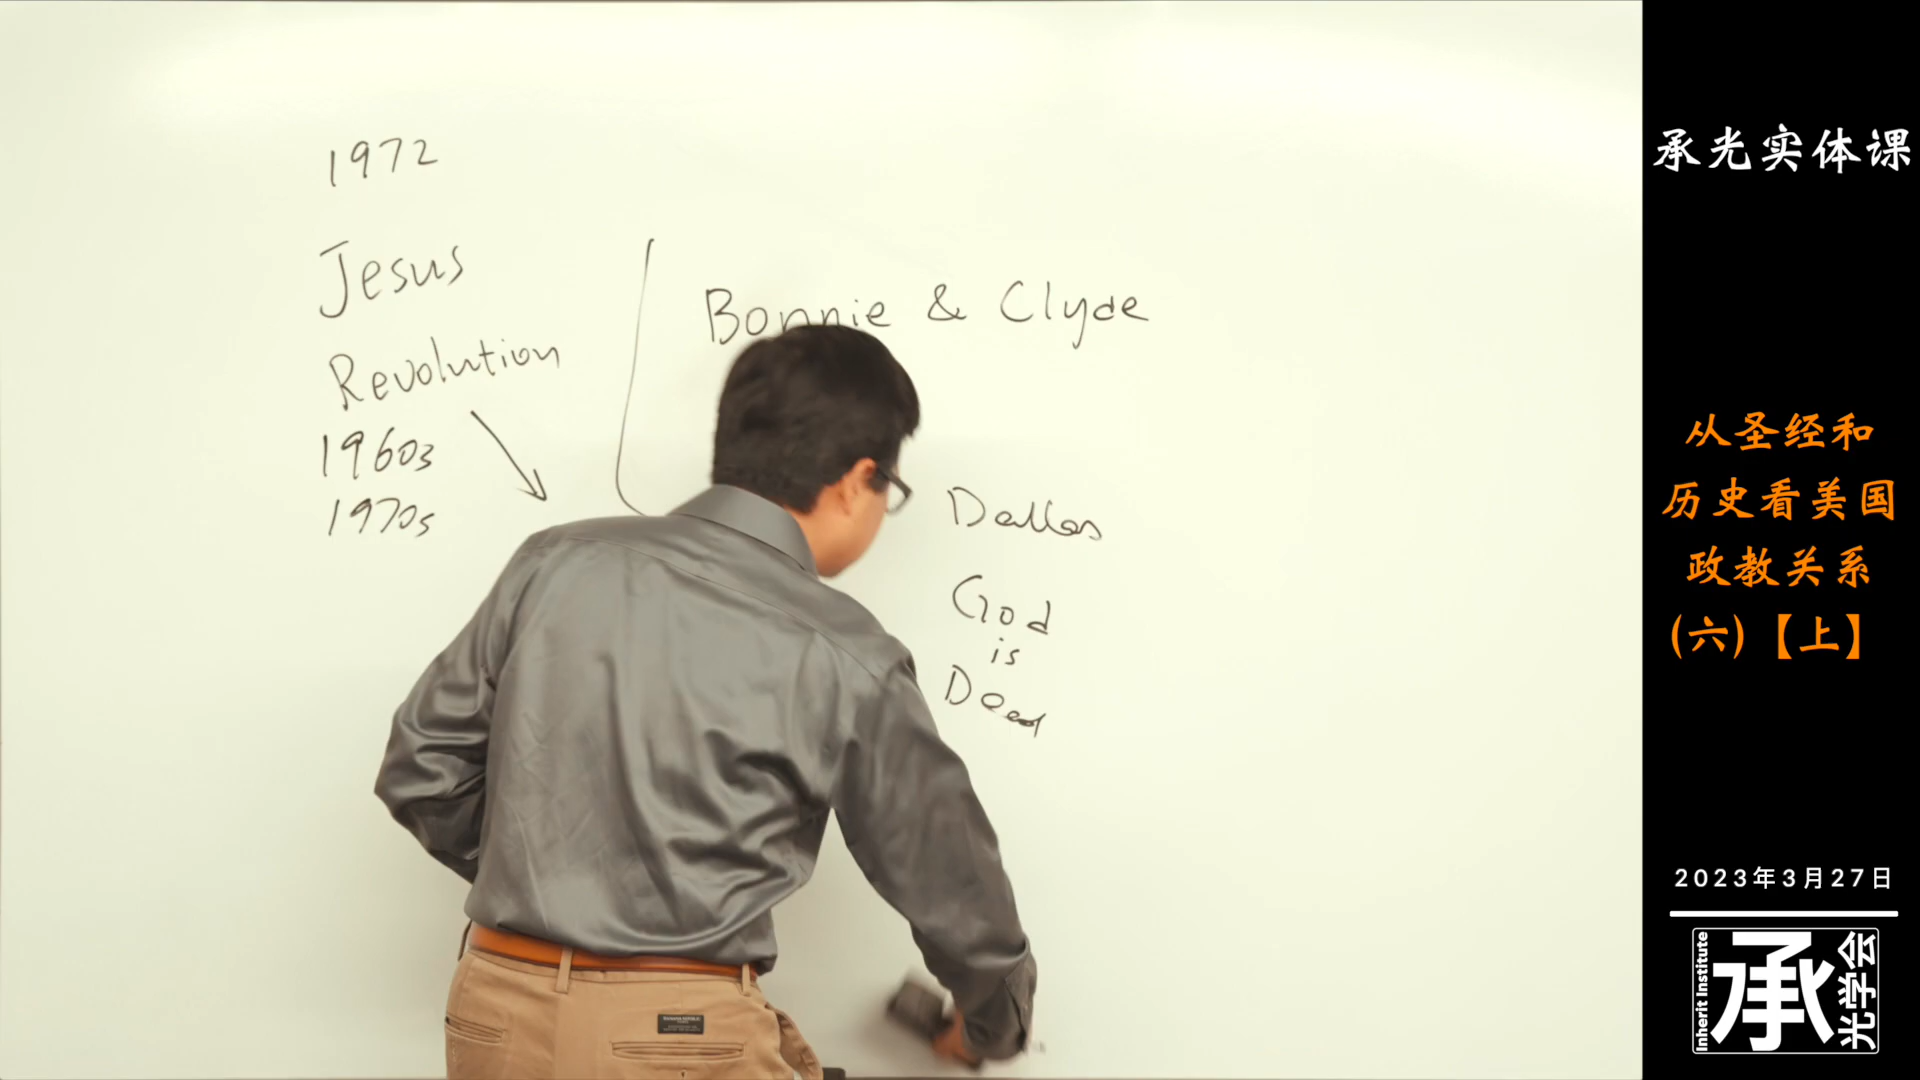 1972
Jesus
Revolution
1960s
1970s
Bonnie & Clyde
Dallas
God
is
Dead
承光实体课
从圣经和
历史看美国
政教关系
(六)【上】
2023年3月27日
Inherit Institute
承
光学会